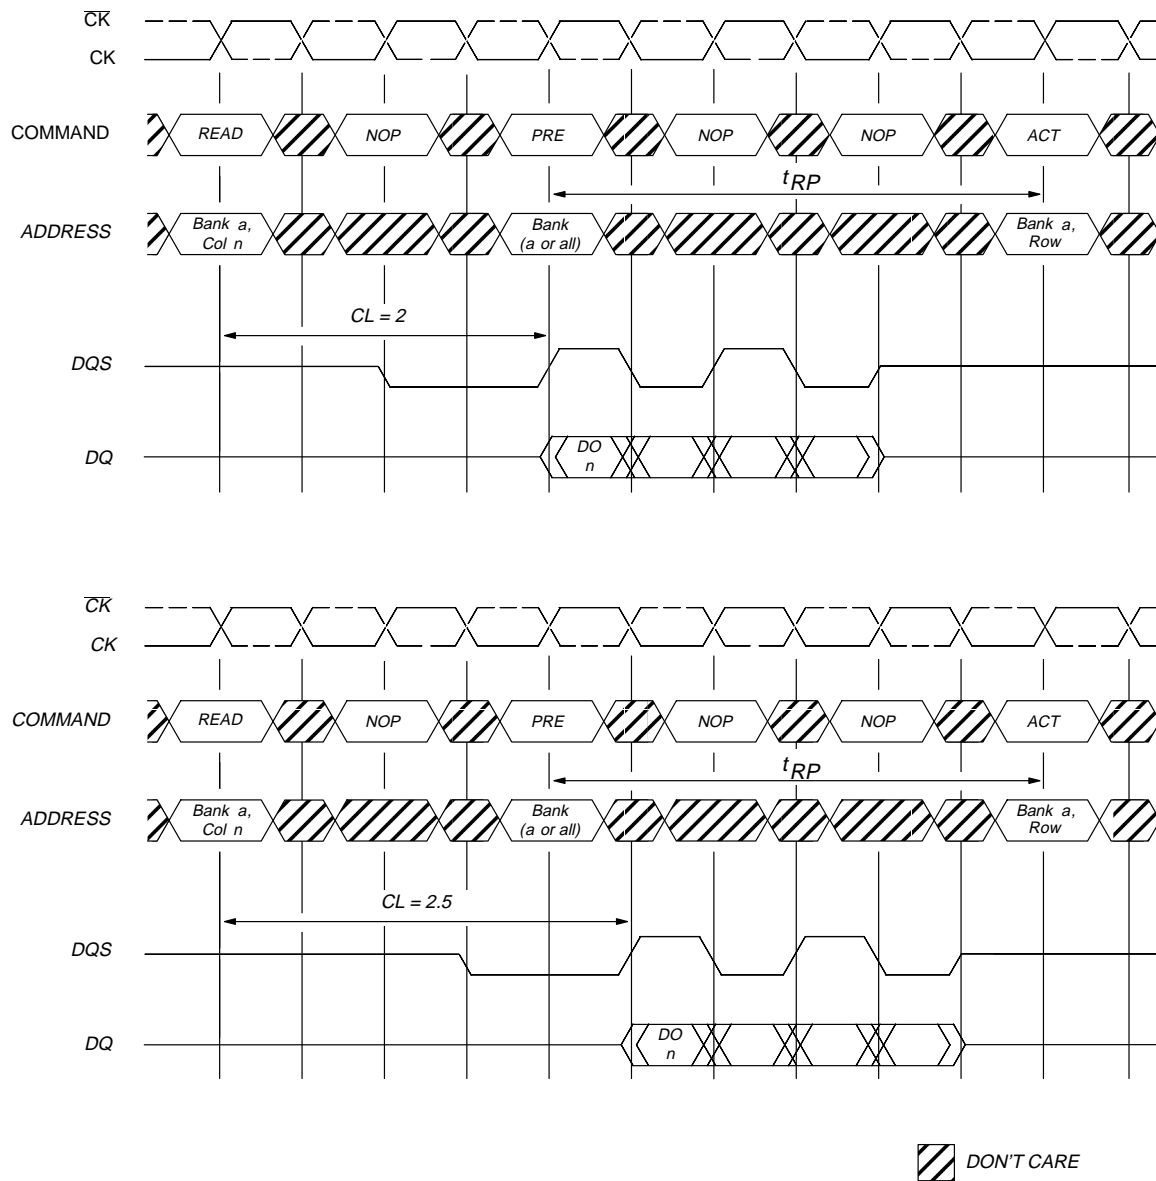 CK
CK
COMMAND
READ
NOP
PRE
NOP
NOP
ACT
tRP
ADDRESS
Bank a,
Col n
Bank
(a or all)
Bank a,
Row
CL = 2
DQS
DQ
DO
n
CK
CK
COMMAND
READ
NOP
PRE
NOP
NOP
ACT
tRP
ADDRESS
Bank a,
Col n
Bank
(a or all)
Bank a,
Row
CL = 2.5
DQS
DQ
DO
n
DON'T CARE